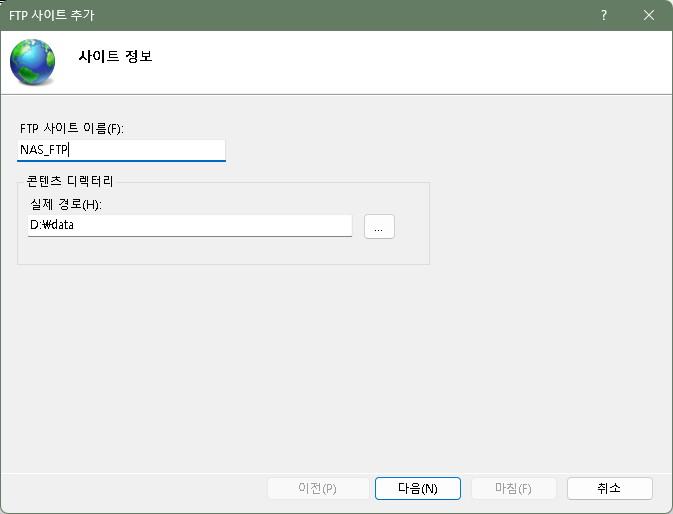 FTP 사이트 추가
?
사이트 정보
FTP 사이트 이름(F):
NAS_FTP
콘텐츠 디렉터리
실제 경로(H):
D:₩data
...
이전(P)
다음(N)
마침(F)
취소